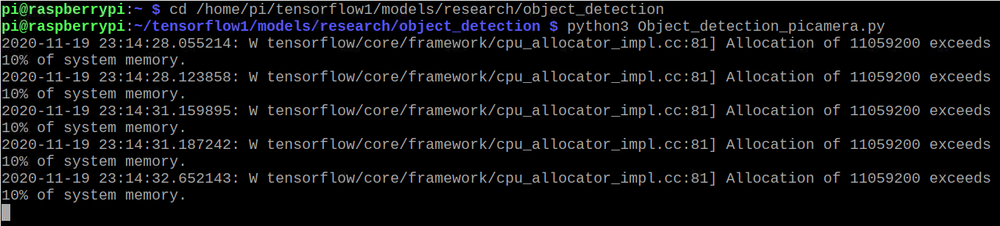 pi@raspberrypi:~ $ cd /home/pi/tensorflow1/models/research/object_detection
pi@raspberrypi:~/tensorflow1/models/research/object_detection $ python3 Object_detection_picamera.py
2020-11-19 23:14:28.055214: W tensorflow/core/framework/cpu_allocator_impl.cc:81] Allocation of 11059200 exceeds
10% of system memory.
2020-11-19 23:14:28.123858: W tensorflow/core/framework/cpu_allocator_impl.cc:81] Allocation of 11059200 exceeds
10% of system memory.
2020-11-19 23:14:31.159895: W tensorflow/core/framework/cpu_allocator_impl.cc:81] Allocation of 11059200 exceeds
10% of system memory.
2020-11-19 23:14:31.187242: W tensorflow/core/framework/cpu_allocator_impl.cc:81] Allocation of 11059200 exceeds
10% of system memory.
2020-11-19 23:14:32.652143: W tensorflow/core/framework/cpu_allocator_impl.cc:81] Allocation of 11059200 exceeds
10% of system memory.